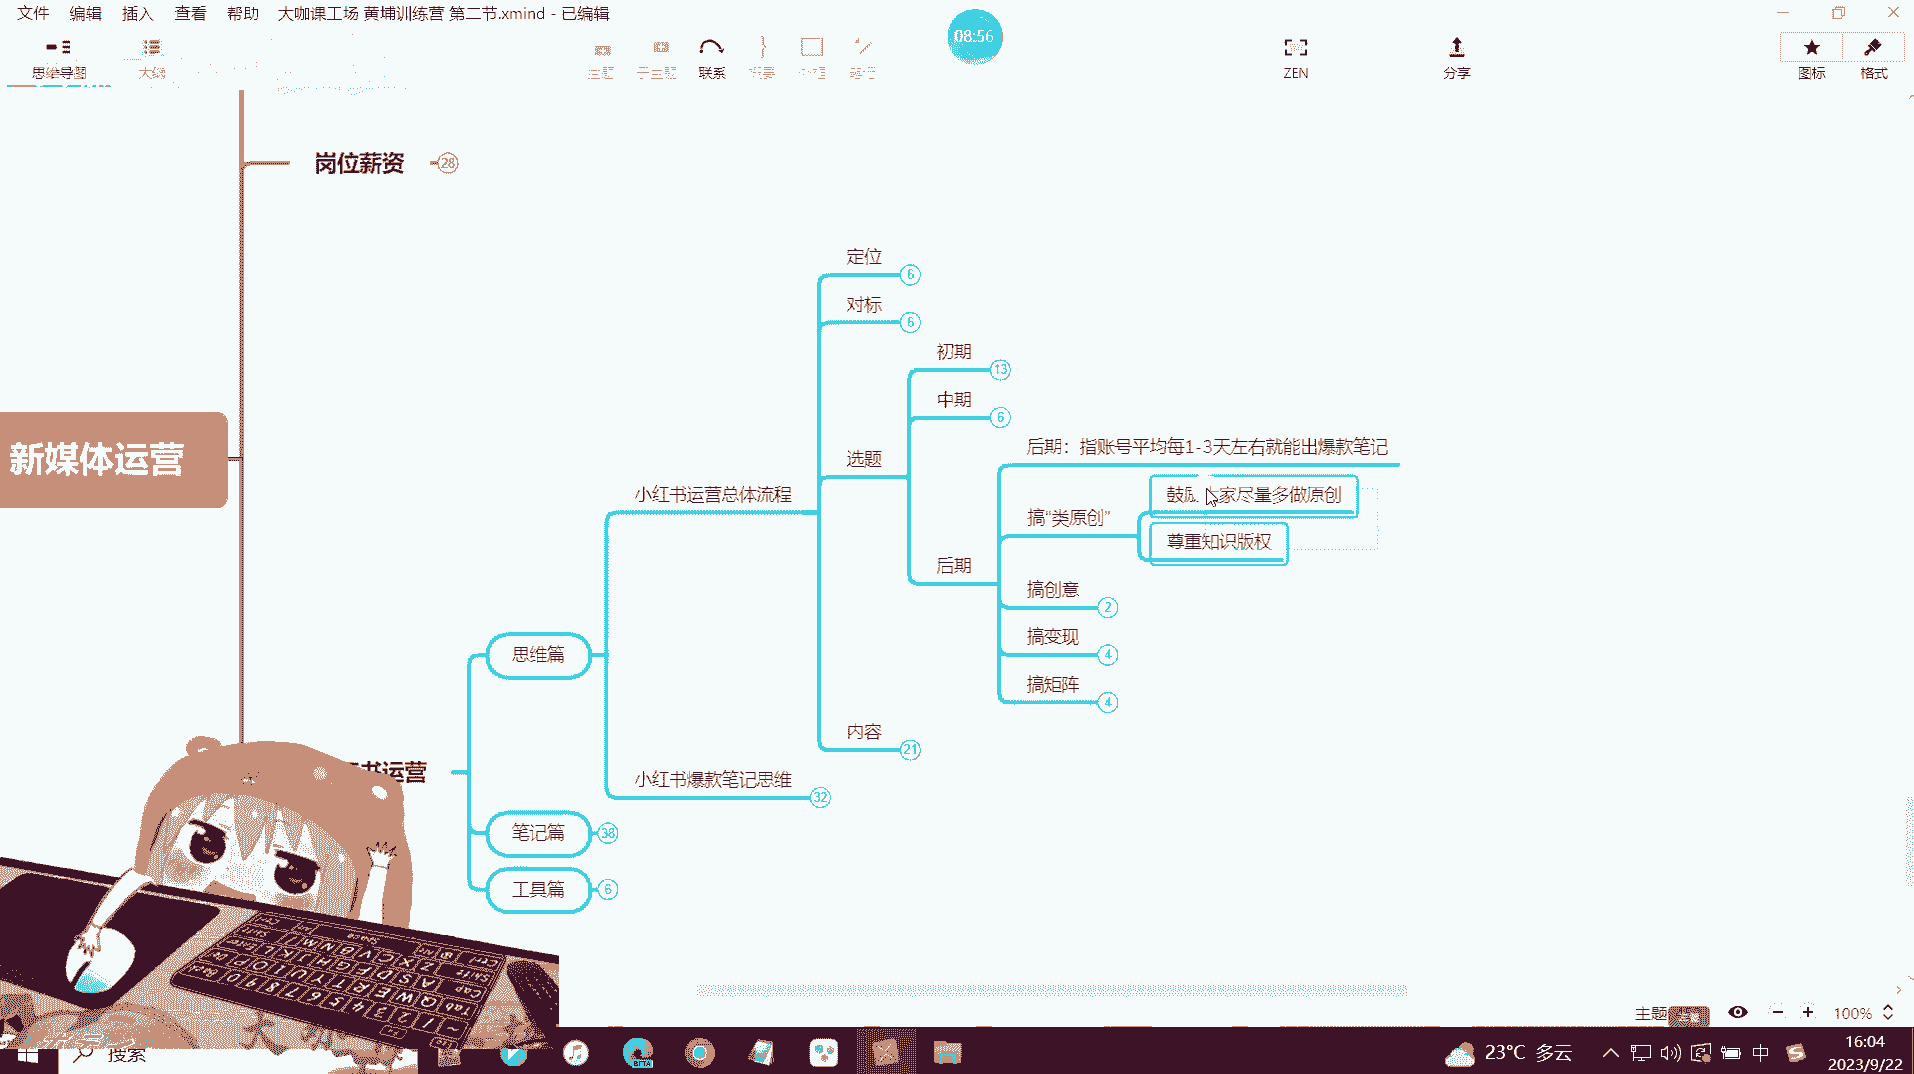 文件 编辑 插入 查看 帮助 大咖课工场 黄埔训练营 第二节.xmind - 已编辑
08:56
思维导图 大纲 主题 子主题 联系 ZEN 分享 图标 格式
岗位薪资 28
定位 6
对标 6
初期 13
中期 6
后期：指账号平均每1-3天左右就能出爆款笔记
选题
新媒体运营
小红书运营总体流程
鼓 家尽量多做原创
搞“类原创”
尊重知识版权
后期
搞创意 2
搞变现 4
思维篇
搞矩阵 4
内容 21
书运营
小红书爆款笔记思维 32
笔记篇 38
工具篇 6
主题 100%
搜索
BETA
23°C 多云
中
16:04
2023/9/22